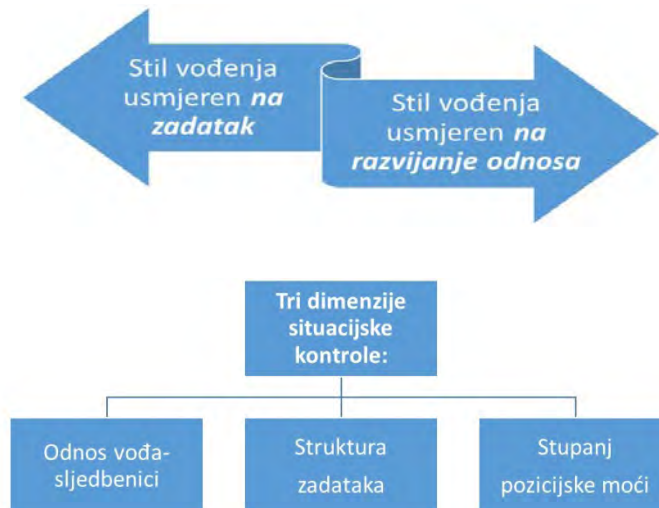 Stil vođenja
usmjeren na
zadatak
Stil vođenja
usmjeren na
razvijanje odnosa
Tri dimenzije
situacijske
kontrole:
Odnos vođa-
sljedbenici
Struktura
zadataka
Stupanj
pozicijske moći